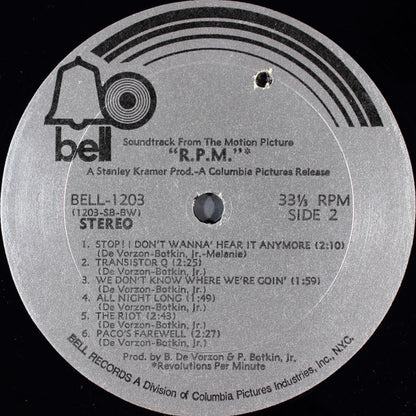 bell
Soundtrack From The Motion Picture
"R.P.M."*
A Stanley Kramer Prod.-A Columbia Pictures Release
BELL-1203
(1203-SB-BW)
STEREO
33⅓ RPM
SIDE 2
1. STOP! I DON'T WANNA' HEAR IT ANYMORE (2:10)
(De Vorzon-Botkin, Jr.-Melanie)
2. TRANSISTOR Q (2:25)
(De Vorzon-Botkin, Jr.)
3. WE DON'T KNOW WHERE WE'RE GOIN' (1:59)
(De Vorzon-Botkin, Jr.)
4. ALL NIGHT LONG (1:49)
(De Vorzon-Botkin, Jr.)
5. THE RIOT (2:43)
(De Vorzon-Botkin, Jr.)
6. PACO'S FAREWELL (2:27)
(De Vorzon-Botkin, Jr.)
Prod. by B. De Vorzon & P. Botkin, Jr.
*Revolutions Per Minute
BELL RECORDS A Division of Columbia Pictures Industries, Inc., N.Y.C.